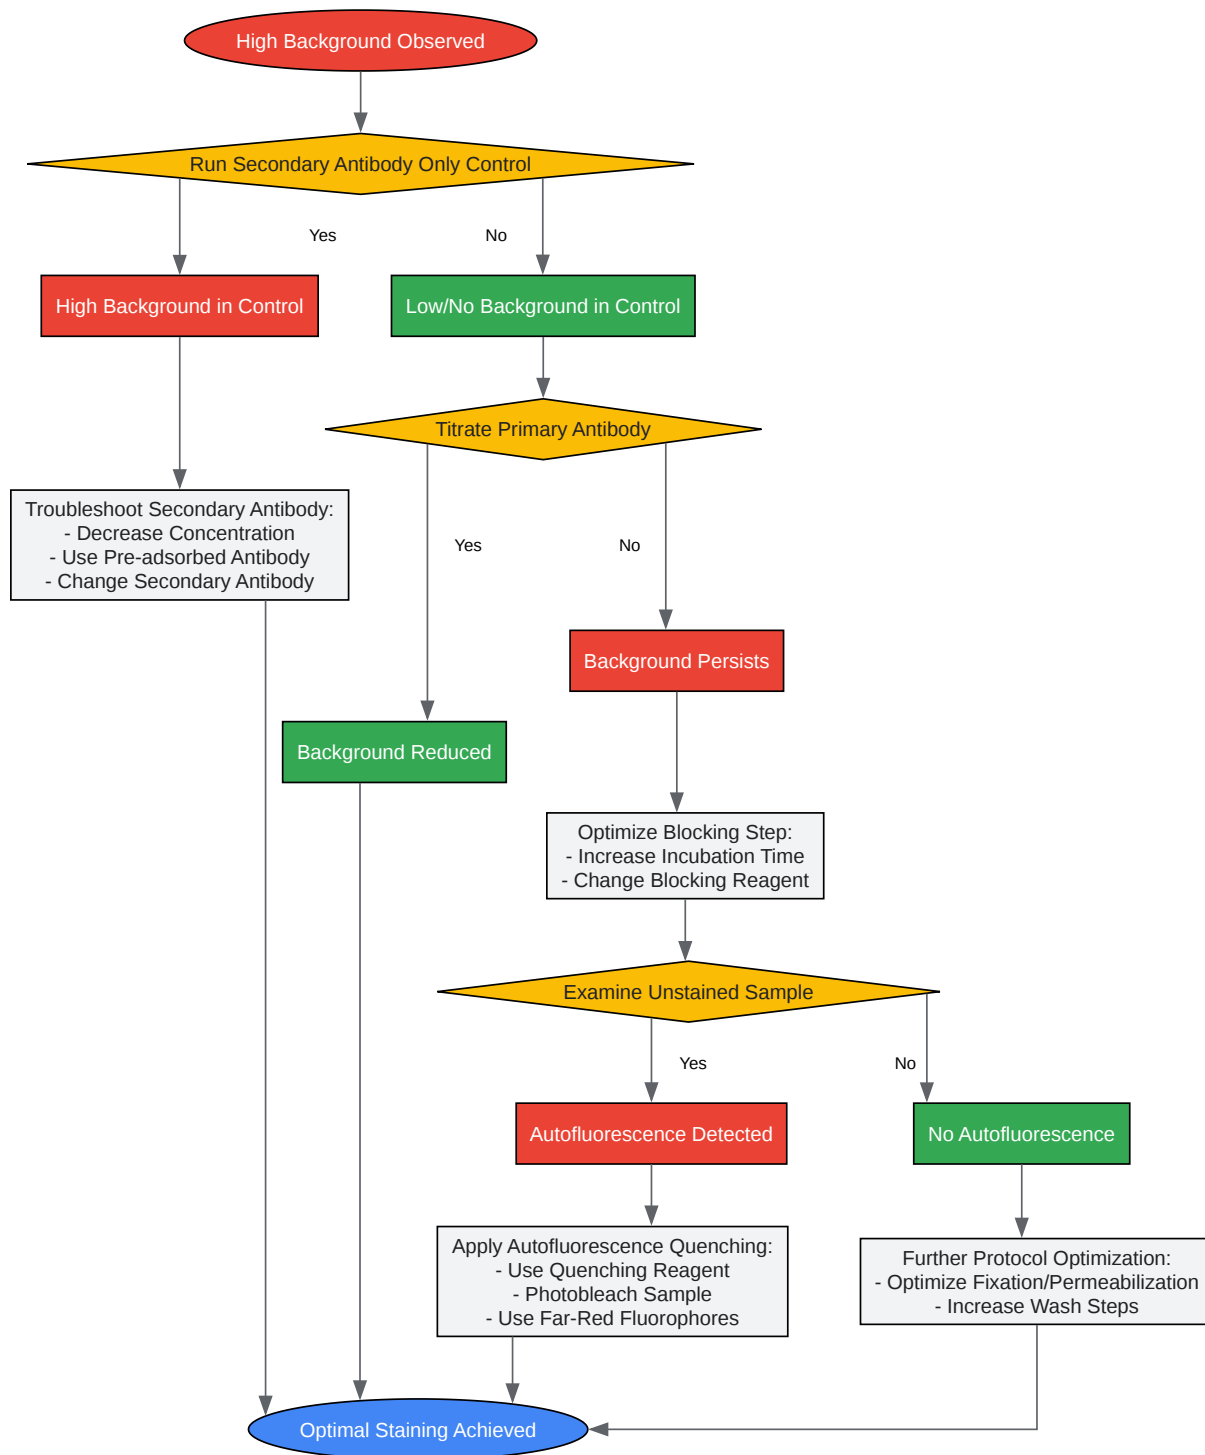 High Background Observed
Run Secondary Antibody Only Control
Yes
No
High Background in Control
Low/No Background in Control
Titrate Primary Antibody
Troubleshoot Secondary Antibody:
- Decrease Concentration
- Use Pre-adsorbed Antibody
- Change Secondary Antibody
Yes
No
Background Persists
Background Reduced
Optimize Blocking Step:
- Increase Incubation Time
- Change Blocking Reagent
Examine Unstained Sample
Yes
No
Autofluorescence Detected
No Autofluorescence
Apply Autofluorescence Quenching:
- Use Quenching Reagent
- Photobleach Sample
- Use Far-Red Fluorophores
Further Protocol Optimization:
- Optimize Fixation/Permeabilization
- Increase Wash Steps
Optimal Staining Achieved